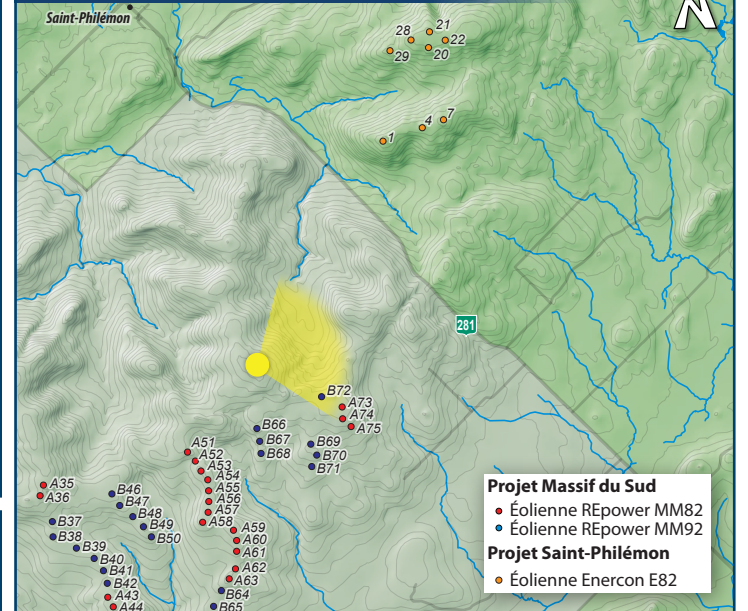 Saint-Philémon
N
21
28
22
20
29
7
4
1
281
B72
A73
A74
A75
B66
B67
B68
B69
B70
B71
A51
A52
A53
A54
A55
A56
A57
A58
A59
A60
A61
A62
A63
B64
B65
A35
A36
B37
B38
B39
B40
B41
B42
A43
A44
B46
B47
B48
B49
B50
Projet Massif du Sud
Éolienne REpower MM82
Éolienne REpower MM92
Projet Saint-Philémon
Éolienne Enercon E82